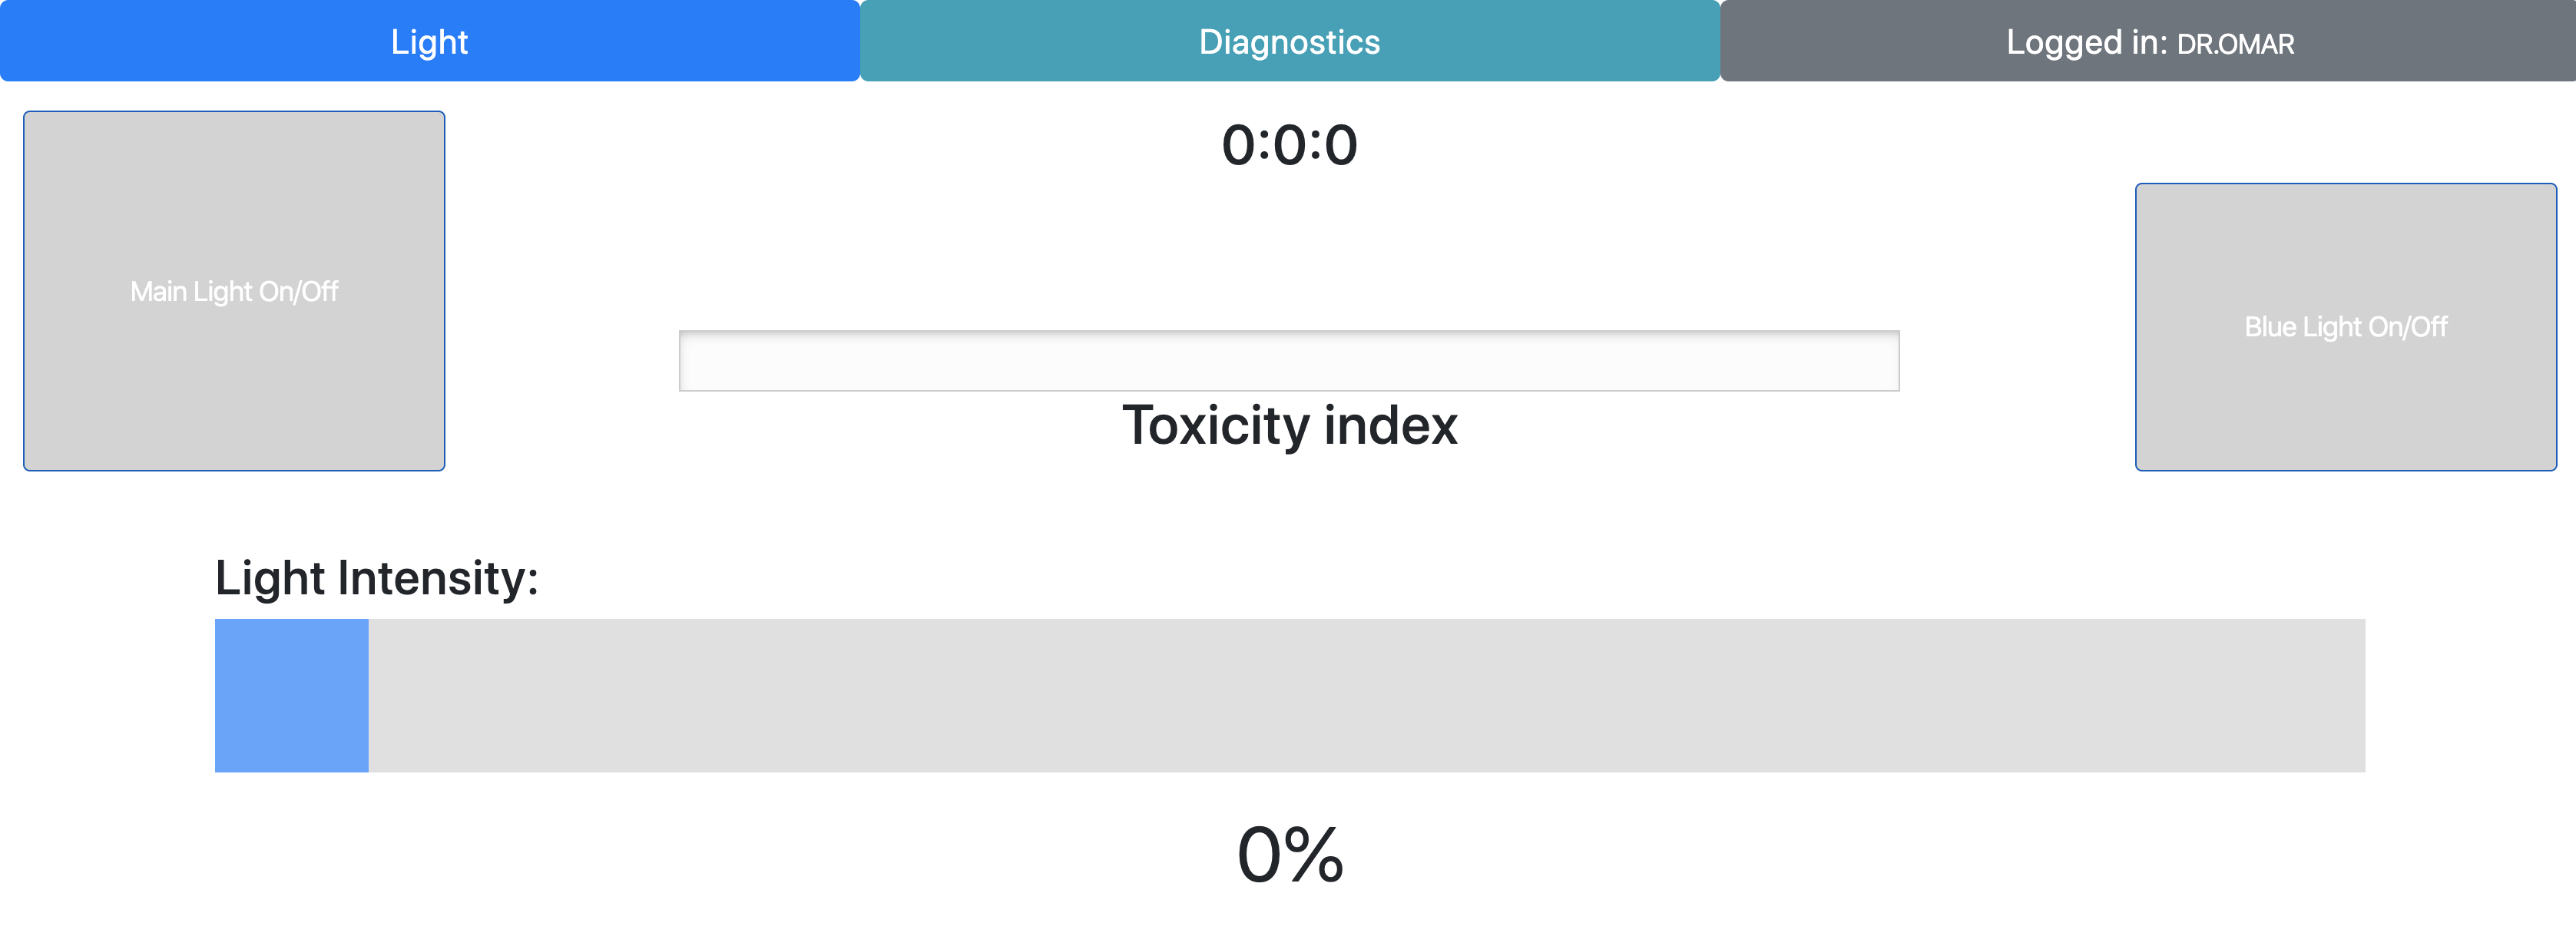 Light
Diagnostics
Logged in: DR.OMAR
0:0:0
Main Light On/Off
Blue Light On/Off
Toxicity index
Light Intensity:
0%